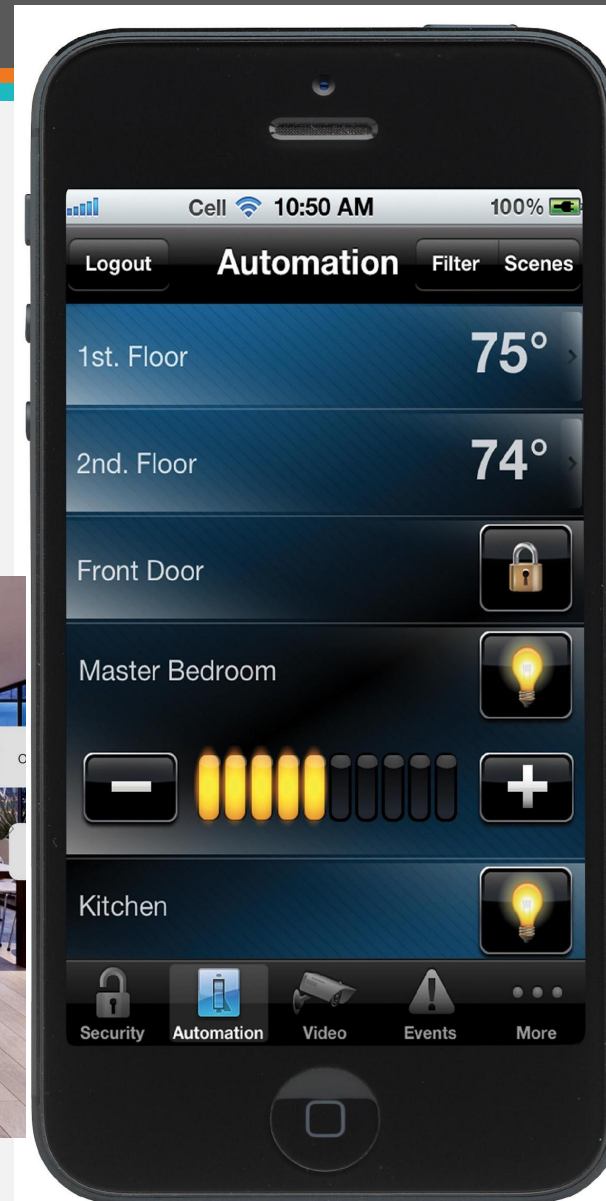 Cell 10:50 AM 100%
Logout Automation Filter Scenes
1st. Floor 75°
2nd. Floor 74°
Front Door
Master Bedroom
Kitchen
Security Automation Video Events More